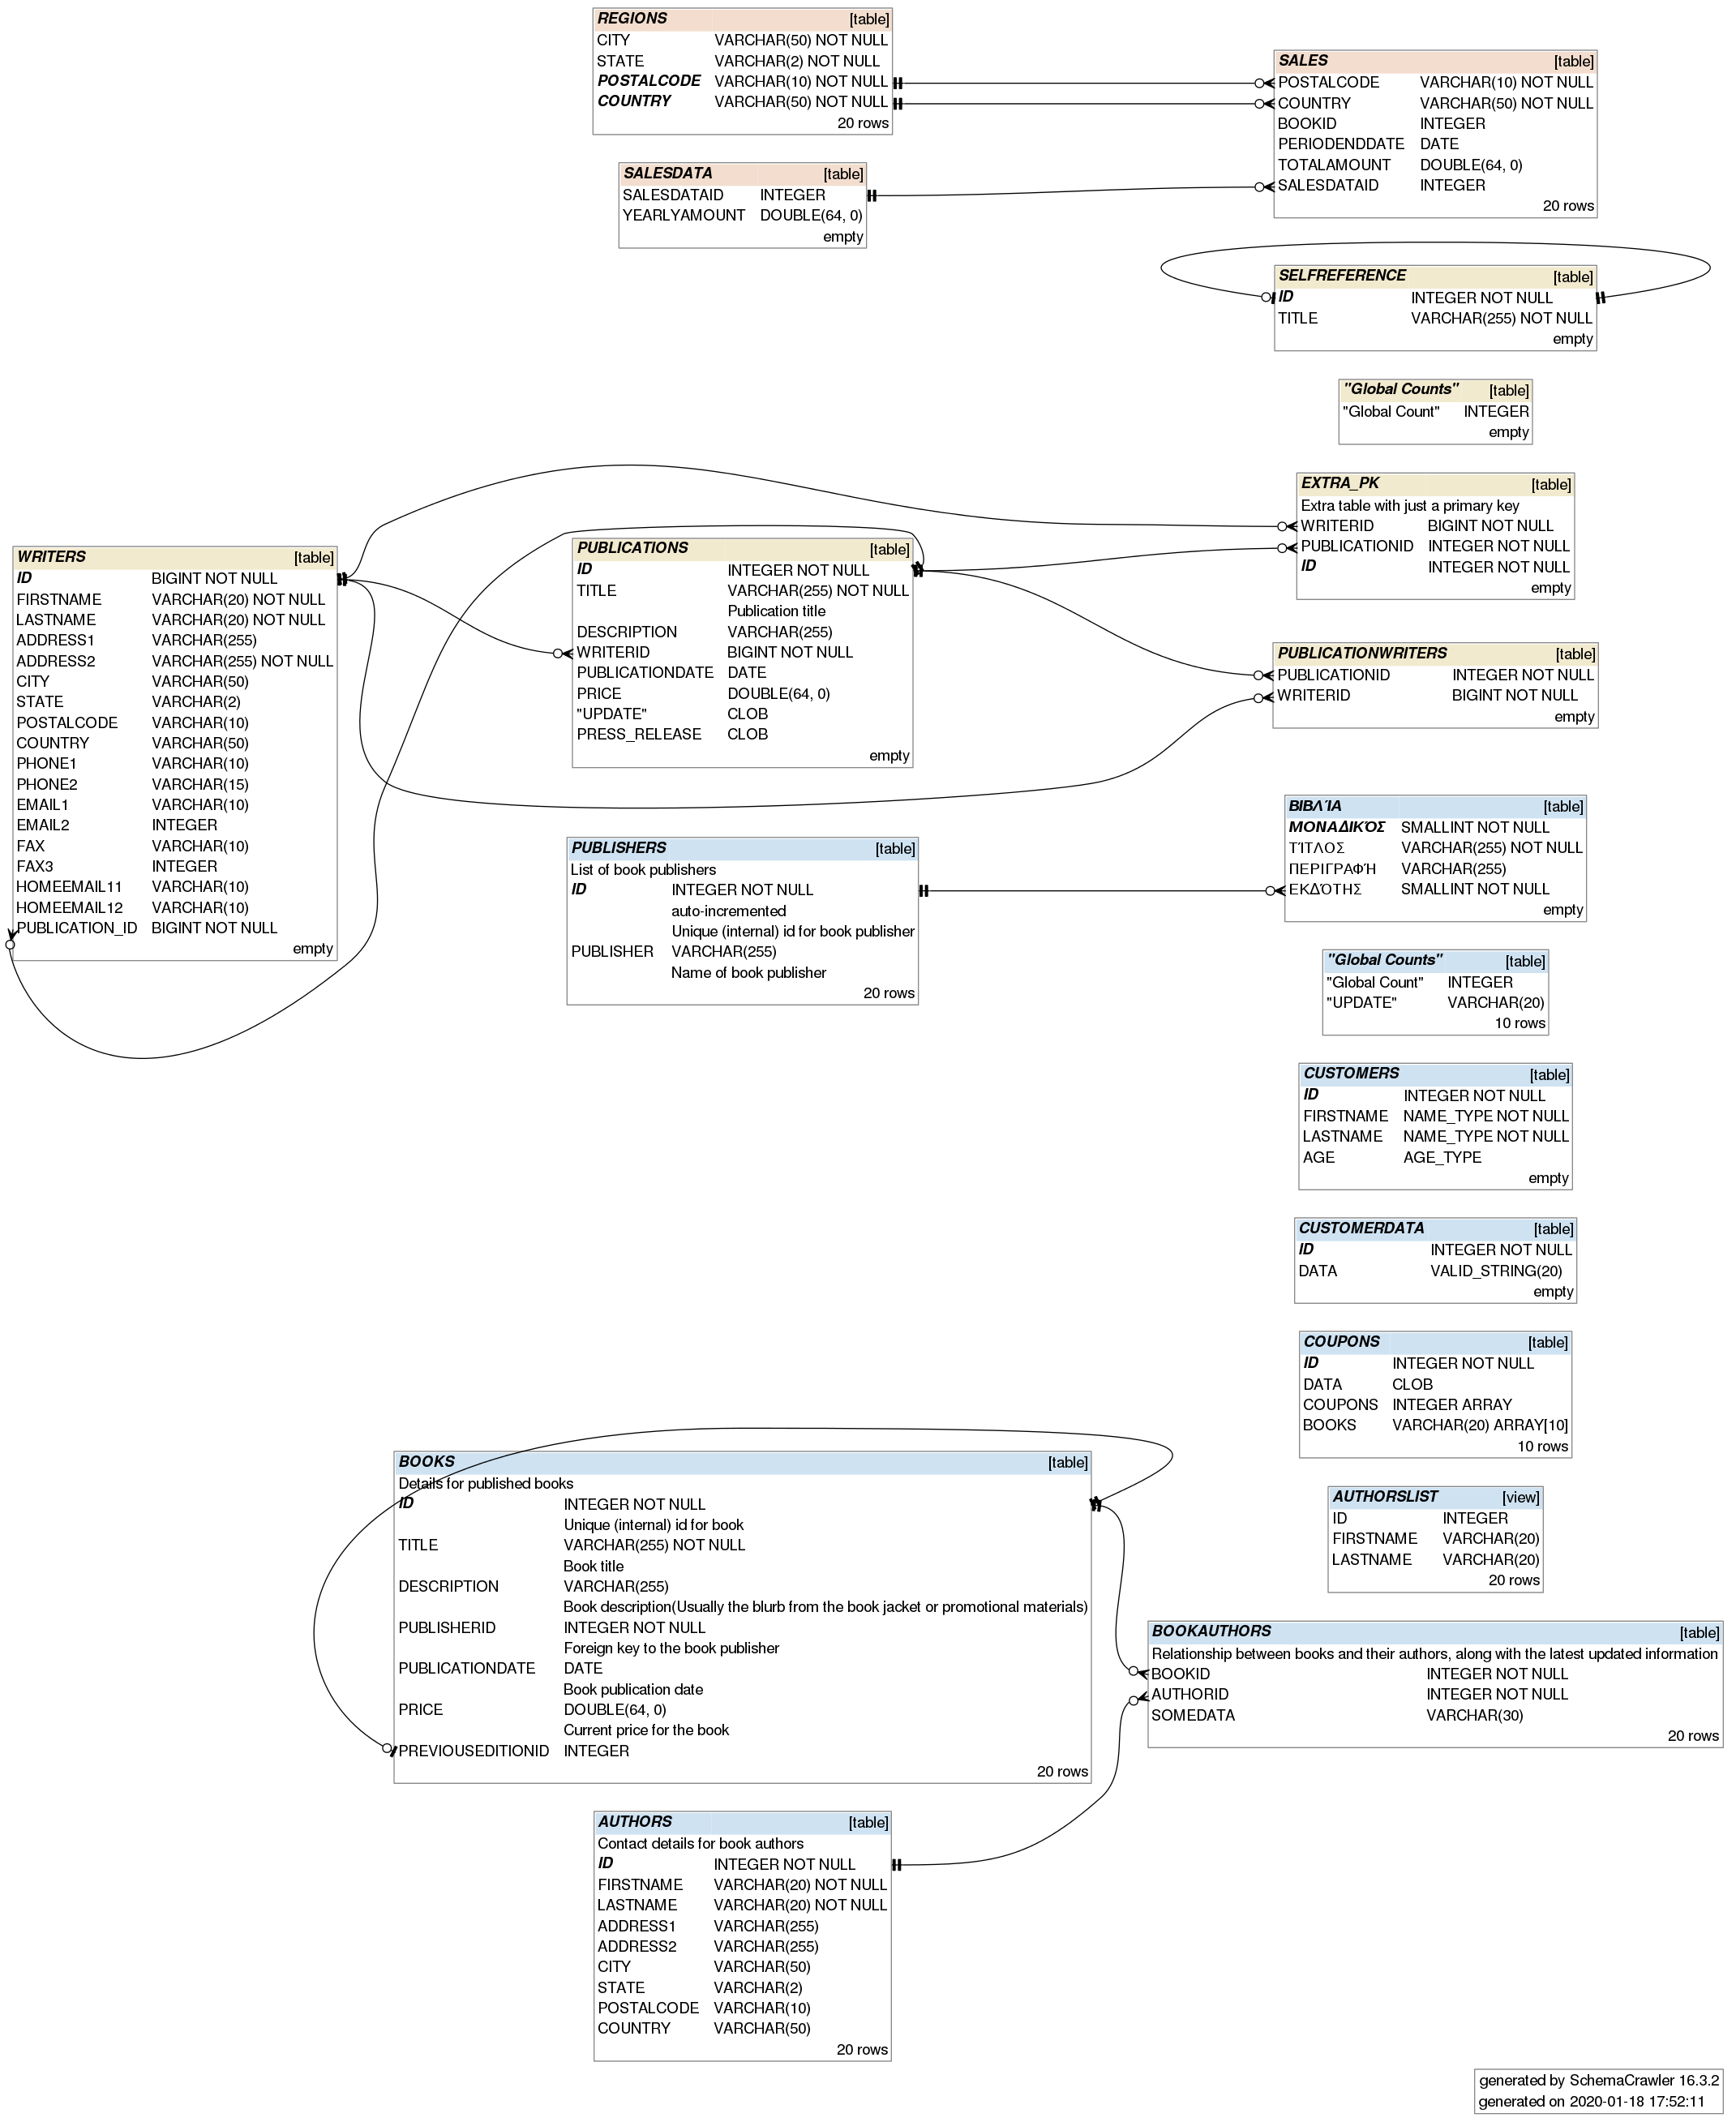 REGIONS [table]
CITY VARCHAR(50) NOT NULL
STATE VARCHAR(2) NOT NULL
POSTALCODE VARCHAR(10) NOT NULL
COUNTRY VARCHAR(50) NOT NULL
20 rows
SALES [table]
POSTALCODE VARCHAR(10) NOT NULL
COUNTRY VARCHAR(50) NOT NULL
BOOKID INTEGER
PERIODENDDATE DATE
TOTALAMOUNT DOUBLE(64, 0)
SALESDATAID INTEGER
20 rows
SALESDATA [table]
SALESDATAID INTEGER
YEARLYAMOUNT DOUBLE(64, 0)
empty
SELFREFERENCE [table]
ID INTEGER NOT NULL
TITLE VARCHAR(255) NOT NULL
empty
"Global Counts" [table]
"Global Count" INTEGER
empty
EXTRA_PK [table]
Extra table with just a primary key
WRITERID BIGINT NOT NULL
PUBLICATIONID INTEGER NOT NULL
ID INTEGER NOT NULL
empty
WRITERS [table]
ID BIGINT NOT NULL
FIRSTNAME VARCHAR(20) NOT NULL
LASTNAME VARCHAR(20) NOT NULL
ADDRESS1 VARCHAR(255)
ADDRESS2 VARCHAR(255) NOT NULL
CITY VARCHAR(50)
STATE VARCHAR(2)
POSTALCODE VARCHAR(10)
COUNTRY VARCHAR(50)
PHONE1 VARCHAR(10)
PHONE2 VARCHAR(15)
EMAIL1 VARCHAR(10)
EMAIL2 INTEGER
FAX VARCHAR(10)
FAX3 INTEGER
HOMEEMAIL11 VARCHAR(10)
HOMEEMAIL12 VARCHAR(10)
PUBLICATION_ID BIGINT NOT NULL
empty
PUBLICATIONS [table]
ID INTEGER NOT NULL
TITLE VARCHAR(255) NOT NULL
Publication title
DESCRIPTION VARCHAR(255)
WRITERID BIGINT NOT NULL
PUBLICATIONDATE DATE
PRICE DOUBLE(64, 0)
"UPDATE" CLOB
PRESS_RELEASE CLOB
empty
PUBLICATIONWRITERS [table]
PUBLICATIONID INTEGER NOT NULL
WRITERID BIGINT NOT NULL
empty
ΒΙΒΛΊΑ [table]
ΜΟΝΑΔΙΚΌΣ SMALLINT NOT NULL
ΤΊΤΛΟΣ VARCHAR(255) NOT NULL
ΠΕΡΙΓΡΑΦΉ VARCHAR(255)
ΕΚΔΌΤΗΣ SMALLINT NOT NULL
empty
PUBLISHERS [table]
List of book publishers
ID INTEGER NOT NULL
auto-incremented
Unique (internal) id for book publisher
PUBLISHER VARCHAR(255)
Name of book publisher
20 rows
"Global Counts" [table]
"Global Count" INTEGER
"UPDATE" VARCHAR(20)
10 rows
CUSTOMERS [table]
ID INTEGER NOT NULL
FIRSTNAME NAME_TYPE NOT NULL
LASTNAME NAME_TYPE NOT NULL
AGE AGE_TYPE
empty
CUSTOMERDATA [table]
ID INTEGER NOT NULL
DATA VALID_STRING(20)
empty
COUPONS [table]
ID INTEGER NOT NULL
DATA CLOB
COUPONS INTEGER ARRAY
BOOKS VARCHAR(20) ARRAY[10]
10 rows
BOOKS [table]
Details for published books
ID INTEGER NOT NULL
Unique (internal) id for book
TITLE VARCHAR(255) NOT NULL
Book title
DESCRIPTION VARCHAR(255)
Book description(Usually the blurb from the book jacket or promotional materials)
PUBLISHERID INTEGER NOT NULL
Foreign key to the book publisher
PUBLICATIONDATE DATE
Book publication date
PRICE DOUBLE(64, 0)
Current price for the book
PREVIOUSEDITIONID INTEGER
20 rows
AUTHORSLIST [view]
ID INTEGER
FIRSTNAME VARCHAR(20)
LASTNAME VARCHAR(20)
20 rows
BOOKAUTHORS [table]
Relationship between books and their authors, along with the latest updated information
BOOKID INTEGER NOT NULL
AUTHORID INTEGER NOT NULL
SOMEDATA VARCHAR(30)
20 rows
AUTHORS [table]
Contact details for book authors
ID INTEGER NOT NULL
FIRSTNAME VARCHAR(20) NOT NULL
LASTNAME VARCHAR(20) NOT NULL
ADDRESS1 VARCHAR(255)
ADDRESS2 VARCHAR(255)
CITY VARCHAR(50)
STATE VARCHAR(2)
POSTALCODE VARCHAR(10)
COUNTRY VARCHAR(50)
20 rows
generated by SchemaCrawler 16.3.2
generated on 2020-01-18 17:52:11